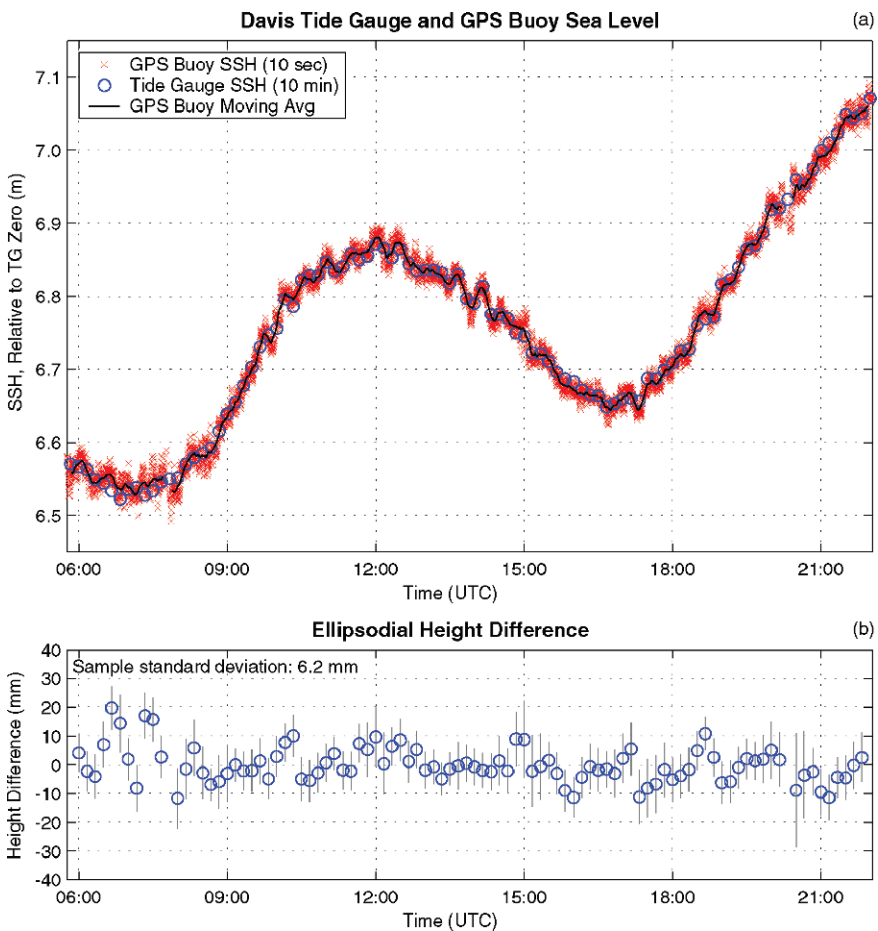 Davis Tide Gauge and GPS Buoy Sea Level
(a)
GPS Buoy SSH (10 sec)
Tide Gauge SSH (10 min)
GPS Buoy Moving Avg
SSH, Relative to TG Zero (m)
7.1
7.0
6.9
6.8
6.7
6.6
6.5
06:00 09:00 12:00 15:00 18:00 21:00
Time (UTC)
Ellipsodial Height Difference
(b)
Sample standard deviation: 6.2 mm
Height Difference (mm)
40
30
20
10
0
-10
-20
-30
-40
06:00 09:00 12:00 15:00 18:00 21:00
Time (UTC)